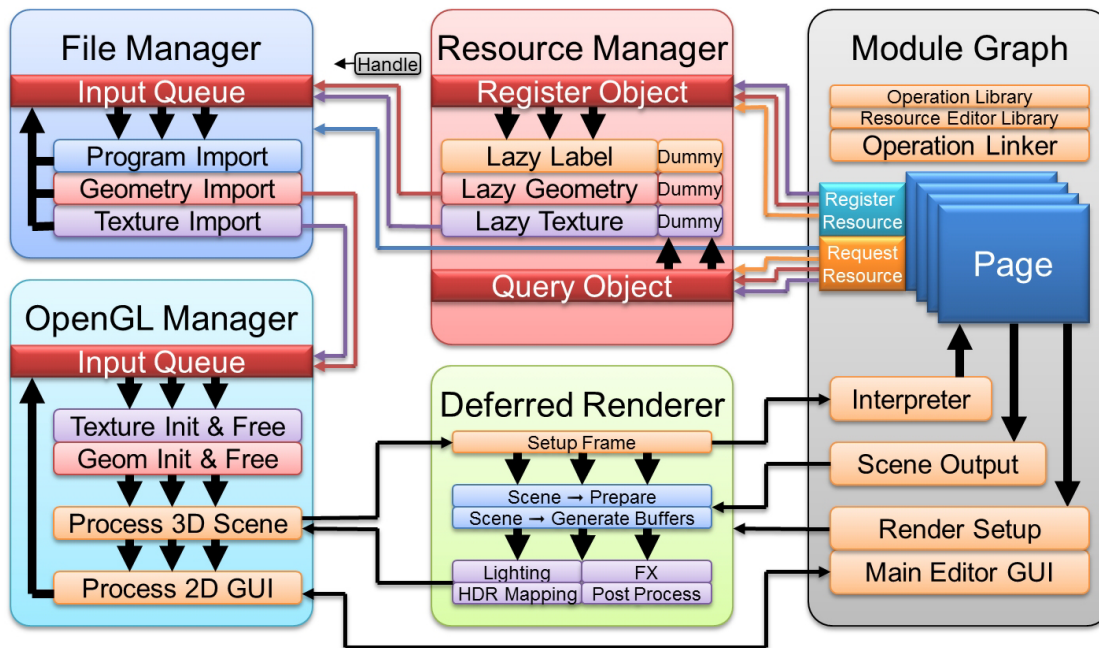 File Manager
Input Queue
Program Import
Geometry Import
Texture Import
Handle
Resource Manager
Register Object
Lazy Label
Dummy
Lazy Geometry
Dummy
Lazy Texture
Dummy
Query Object
Module Graph
Operation Library
Resource Editor Library
Operation Linker
Register
Resource
Request
Resource
Page
Interpreter
Scene Output
Render Setup
Main Editor GUI
OpenGL Manager
Input Queue
Texture Init & Free
Geom Init & Free
Process 3D Scene
Process 2D GUI
Deferred Renderer
Setup Frame
Scene → Prepare
Scene → Generate Buffers
Lighting
FX
HDR Mapping
Post Process